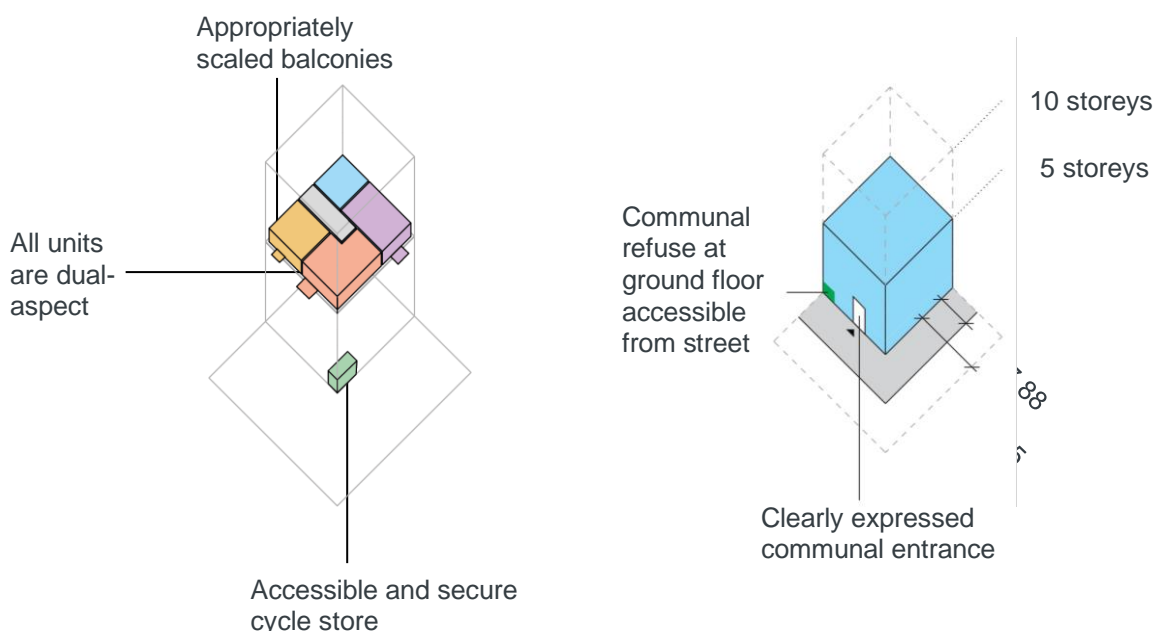 Appropriately
scaled balconies
All units
are dual-
aspect
Accessible and secure
cycle store
10 storeys
5 storeys
Communal
refuse at
ground floor
accessible
from street
88
Clearly expressed
communal entrance